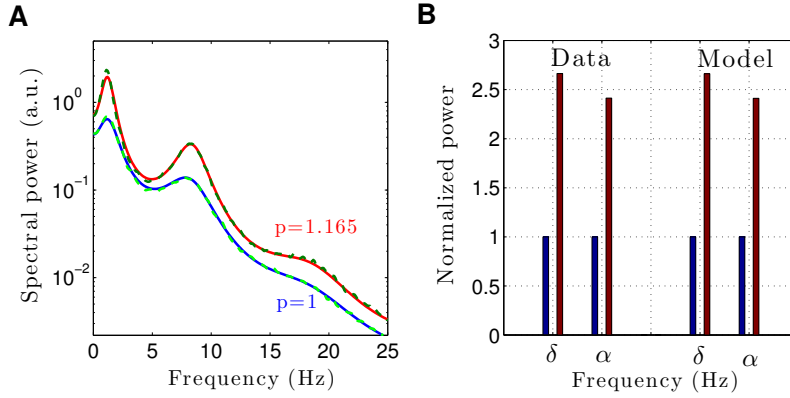 A
Spectral power (a.u.)
10^0
10^-1
10^-2
p=1.165
p=1
0 5 10 15 20 25
Frequency (Hz)
B
Normalized power
3
2.5
2
1.5
1
0.5
0
Data Model
δ α δ α
Frequency (Hz)